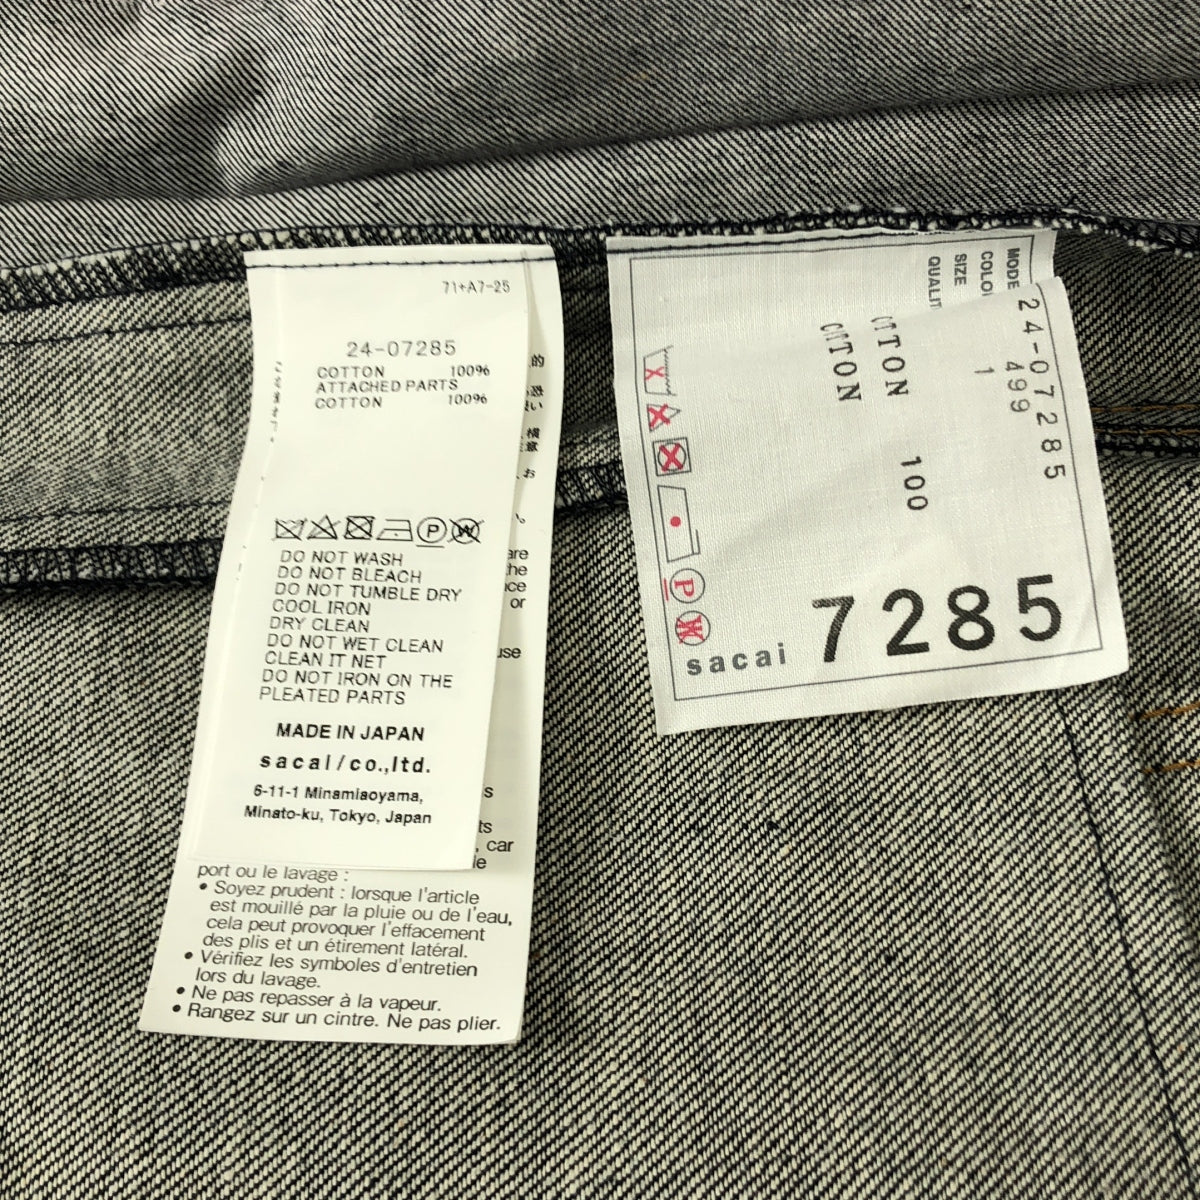 71+A7-25
24-07285
COTTON 100%
ATTACHED PARTS
COTTON 100%
DO NOT WASH
DO NOT BLEACH
DO NOT TUMBLE DRY
COOL IRON
DRY CLEAN
DO NOT WET CLEAN
CLEAN IT NET
DO NOT IRON ON THE
PLEATED PARTS
MADE IN JAPAN
sacai/co.,ltd.
6-11-1 Minamiaoyama,
Minato-ku, Tokyo, Japan
or
car
port ou le lavage :
• Soyez prudent : lorsque l'article
est mouillé par la pluie ou de l'eau,
cela peut provoquer l'effacement
des plis et un étirement latéral.
• Vérifiez les symboles d'entretien
lors du lavage.
• Ne pas repasser à la vapeur.
• Rangez sur un cintre. Ne pas plier.
MODE 24-07285
COLO 499
SIZE 1
QUALIT
COTTON 100
COTTON
sacai 7285